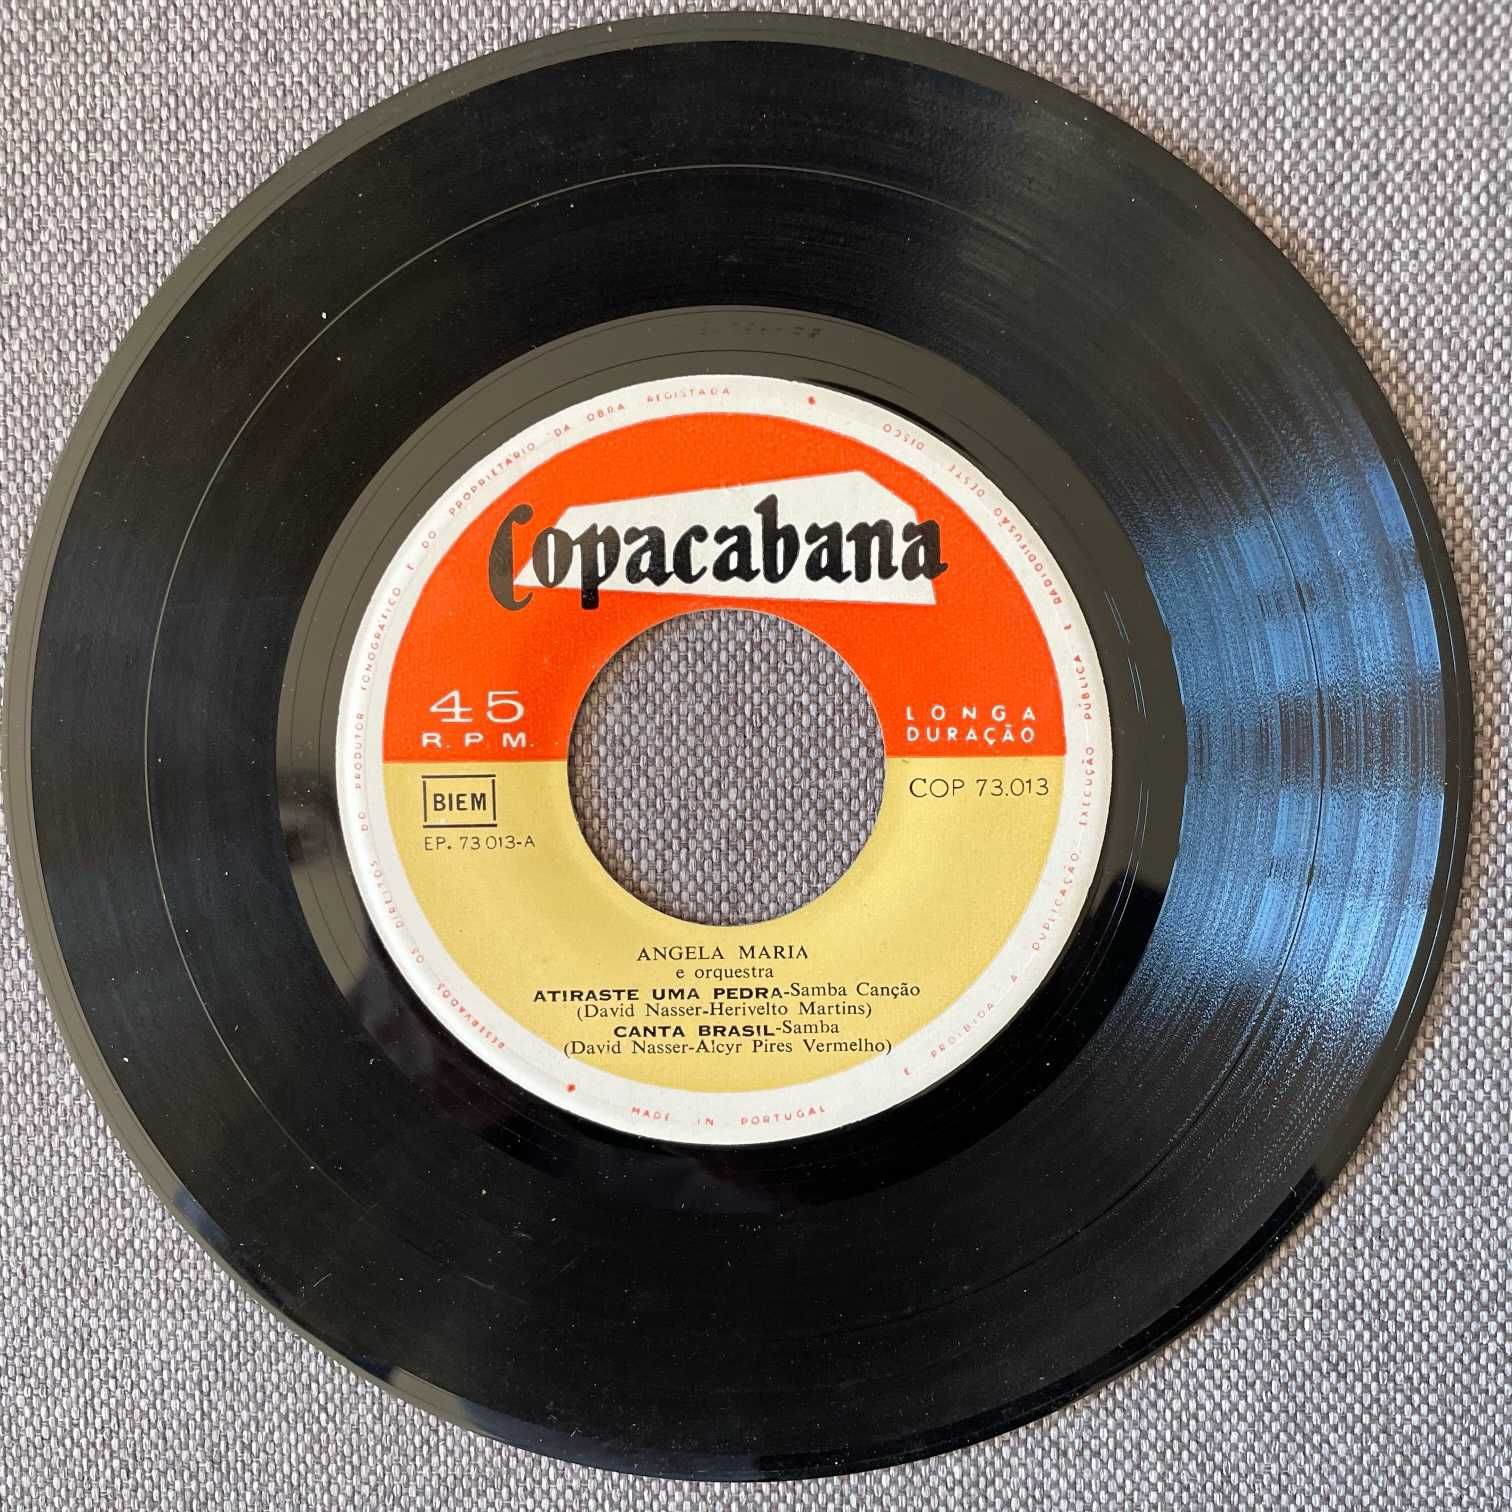 RESERVADOS OS DIREITOS DO PRODUTOR FONOGRÁFICO E DO PROPRIETÁRIO DA OBRA REGISTADA
E PROIBIDA A DUPLICAÇÃO, EXECUÇÃO PÚBLICA E RADIODIFUSÃO DESTE DISCO
Copacabana
45
R.P.M.
LONGA
DURAÇÃO
BIEM
COP 73.013
EP. 73 013-A
ANGELA MARIA
e orquestra
ATIRASTE UMA PEDRA-Samba Canção
(David Nasser-Herivelto Martins)
CANTA BRASIL-Samba
(David Nasser-Alcyr Pires Vermelho)
MADE IN PORTUGAL